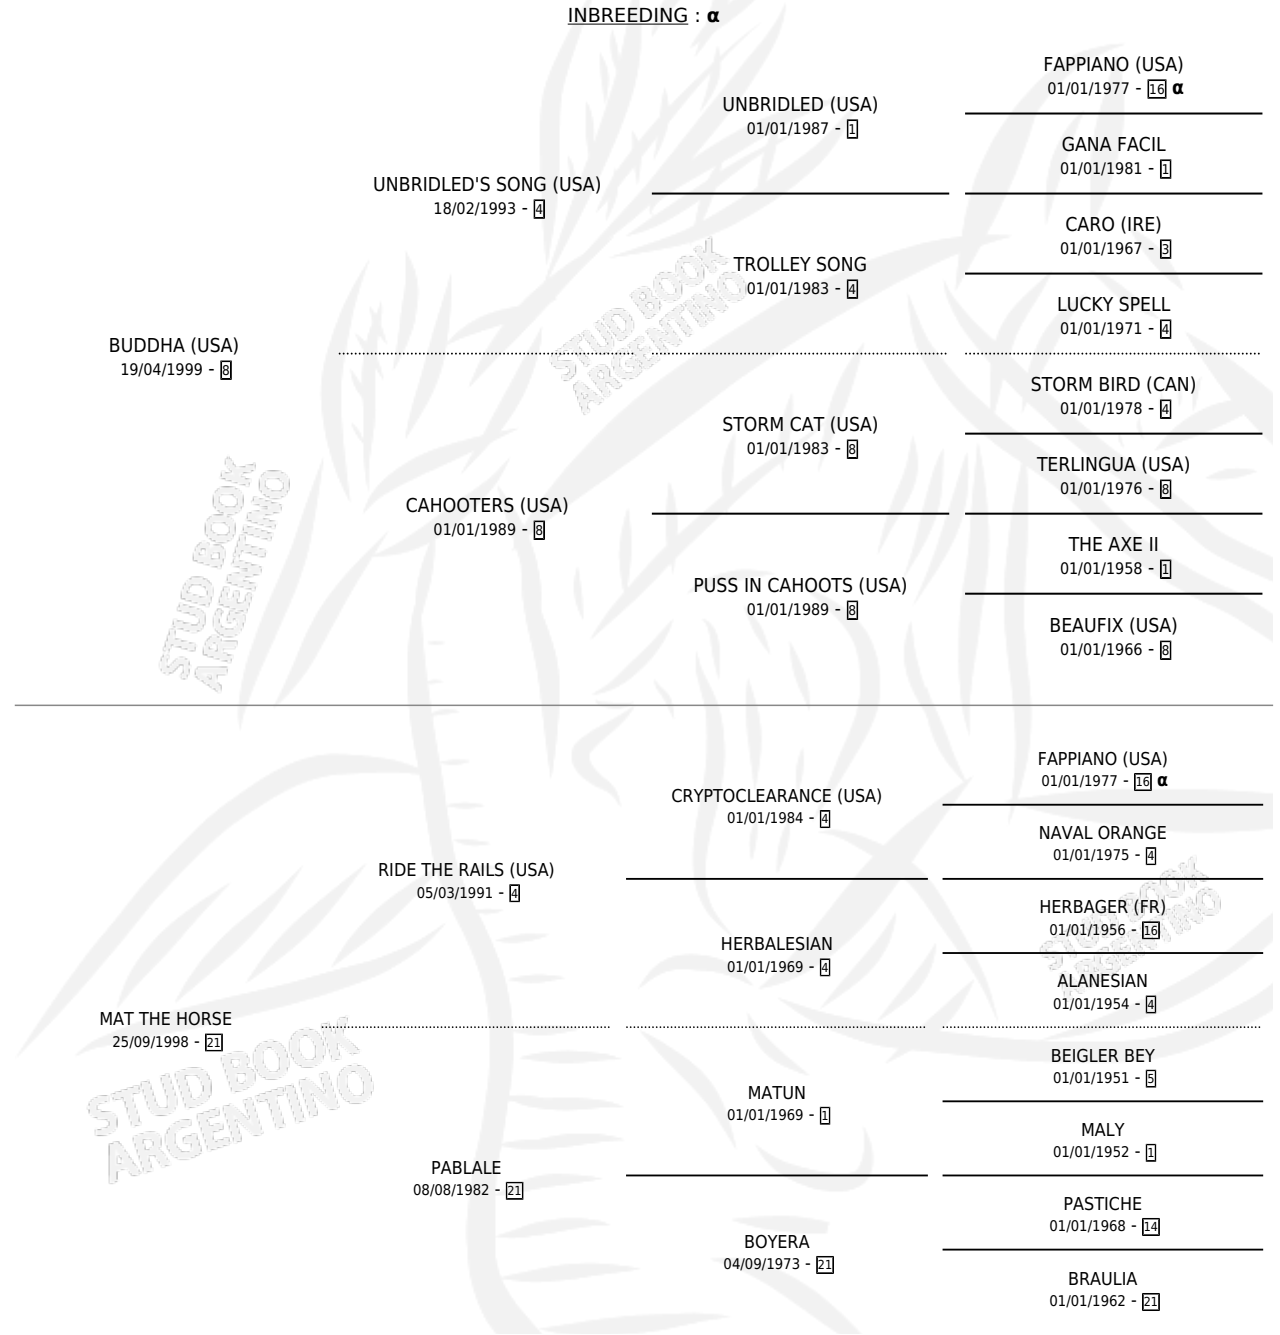 INBREEDING : α
FAPPIANO (USA)
01/01/1977 - 16 α
UNBRIDLED (USA)
01/01/1987 - 1
GANA FACIL
01/01/1981 - 1
UNBRIDLED'S SONG (USA)
18/02/1993 - 4
CARO (IRE)
01/01/1967 - 3
TROLLEY SONG
01/01/1983 - 4
LUCKY SPELL
01/01/1971 - 4
BUDDHA (USA)
19/04/1999 - 8
STORM BIRD (CAN)
01/01/1978 - 4
STORM CAT (USA)
01/01/1983 - 8
TERLINGUA (USA)
01/01/1976 - 8
CAHOOTERS (USA)
01/01/1989 - 8
THE AXE II
01/01/1958 - 1
PUSS IN CAHOOTS (USA)
01/01/1989 - 8
BEAUFIX (USA)
01/01/1966 - 8
FAPPIANO (USA)
01/01/1977 - 16 α
CRYPTOCLEARANCE (USA)
01/01/1984 - 4
NAVAL ORANGE
01/01/1975 - 4
RIDE THE RAILS (USA)
05/03/1991 - 4
HERBAGER (FR)
01/01/1956 - 16
HERBALESIAN
01/01/1969 - 4
ALANESIAN
01/01/1954 - 4
MAT THE HORSE
25/09/1998 - 21
BEIGLER BEY
01/01/1951 - 5
MATUN
01/01/1969 - 1
MALY
01/01/1952 - 1
PABLALE
08/08/1982 - 21
PASTICHE
01/01/1968 - 14
BOYERA
04/09/1973 - 21
BRAULIA
01/01/1962 - 21
STUD BOOK
ARGENTINO
STUD BOOK
ARGENTINO
STUD BOOK
ARGENTINO
STUD BOOK
ARGENTINO